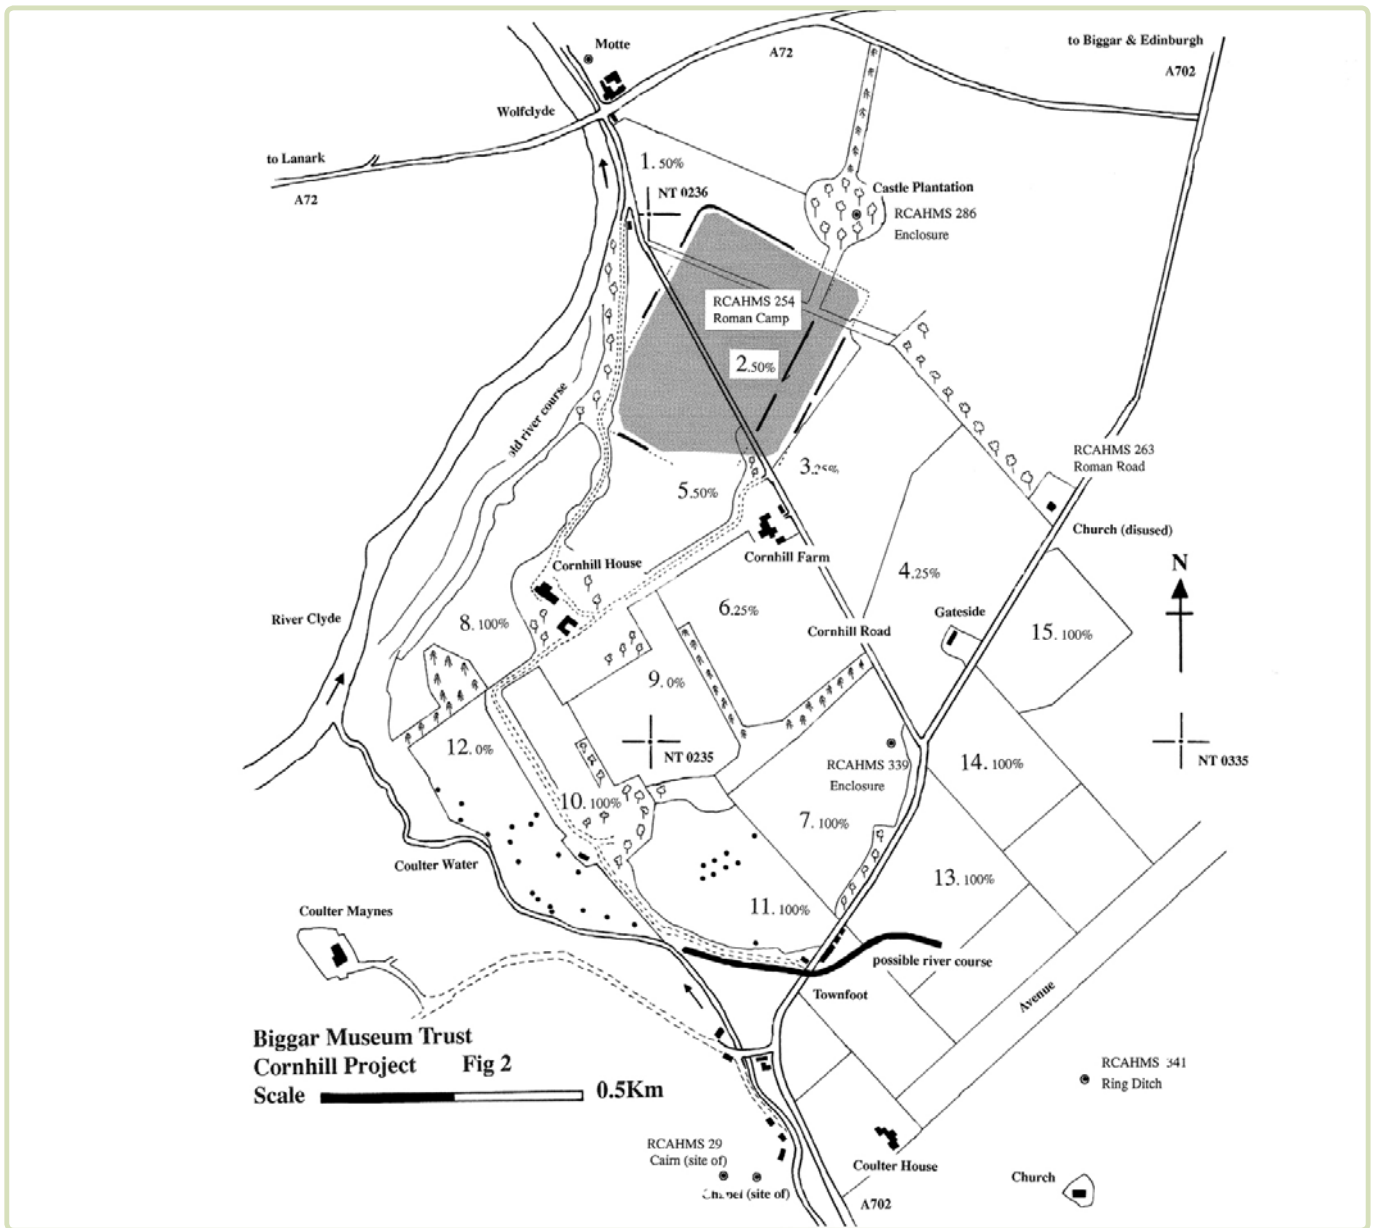 Motte
A72
to Biggar & Edinburgh
A702
Wolfclyde
to Lanark
A72
1. 50%
NT 0236
Castle Plantation
RCAHMS 286
Enclosure
RCAHMS 254
Roman Camp
2. 50%
old river course
RCAHMS 263
Roman Road
3. 25%
5. 50%
Church (disused)
Cornhill Farm
Cornhill House
4. 25%
N
6. 25%
Gateside
River Clyde
8. 100%
Cornhill Road
15. 100%
9. 0%
12. 0%
NT 0235
RCAHMS 339
Enclosure
14. 100%
NT 0335
10. 100%
7. 100%
Coulter Water
13. 100%
Coulter Maynes
11. 100%
possible river course
Townfoot
Avenue
Biggar Museum Trust
Cornhill Project Fig 2
Scale 0.5Km
RCAHMS 341
Ring Ditch
RCAHMS 29
Cairn (site of)
Coulter House
Church
Chapel (site of)
A702